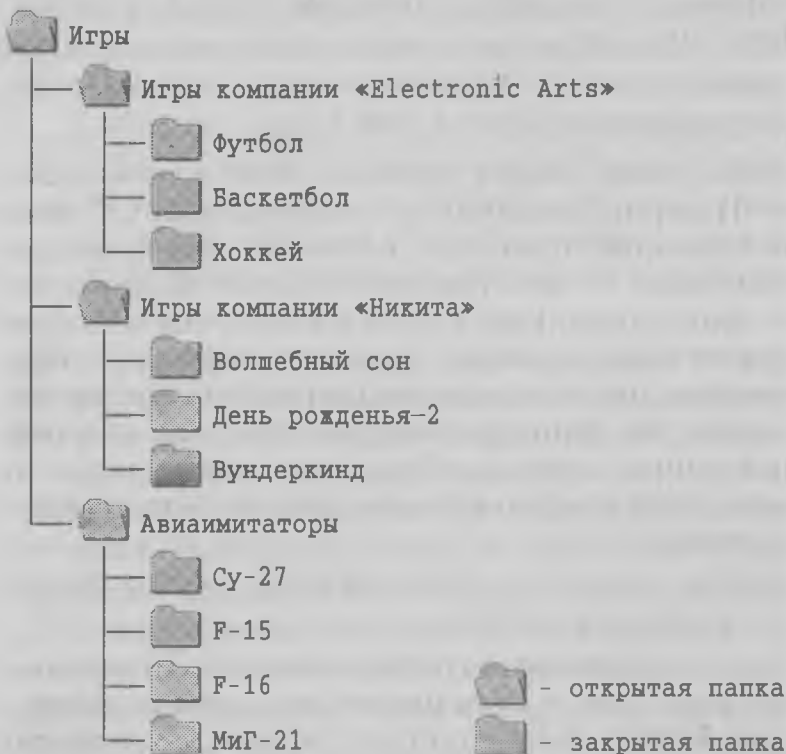 Игры
Игры компании «Electronic Arts»
Футбол
Баскетбол
Хоккей
Игры компании «Никита»
Волшебный сон
День рожденья-2
Вундеркинд
Авиаимитаторы
Су-27
F-15
F-16
МиГ-21
- открытая папка
- закрытая папка